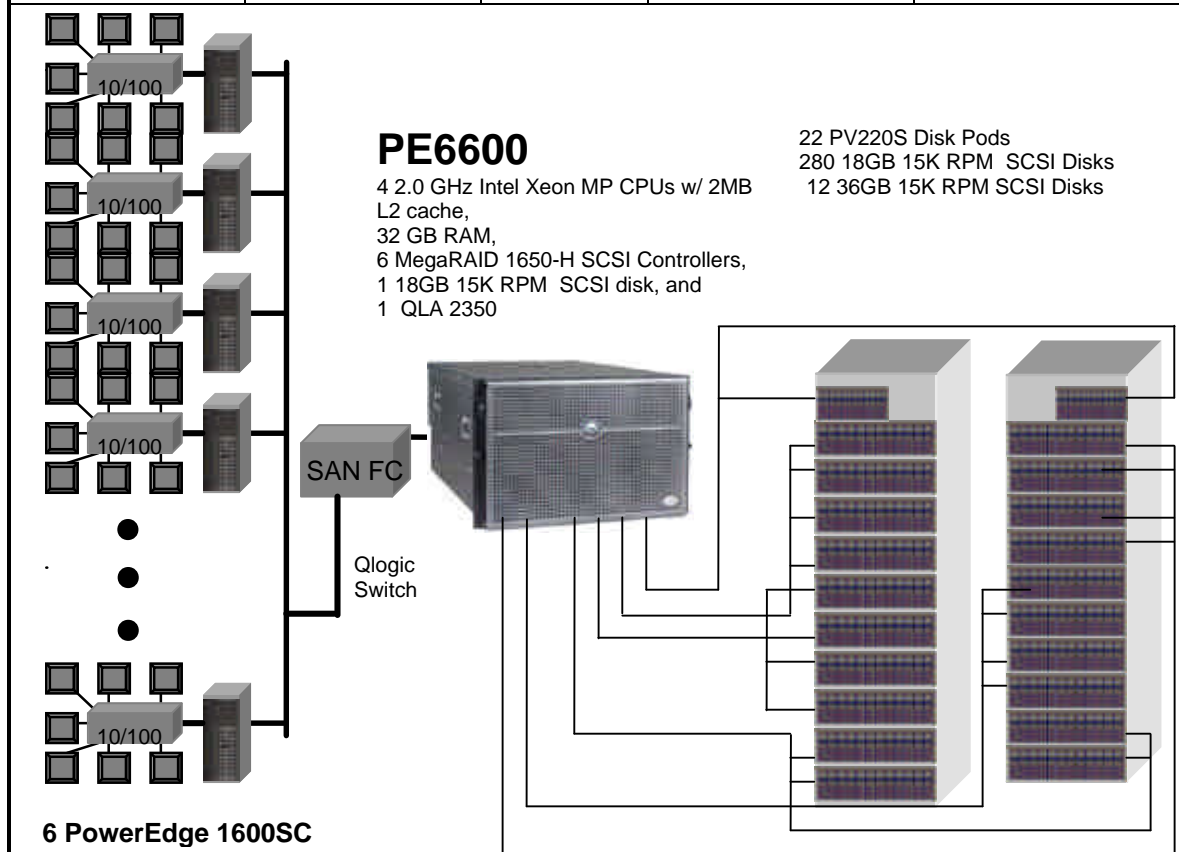 10/100
10/100
10/100
10/100
10/100
6 PowerEdge 1600SC
PE6600
4 2.0 GHz Intel Xeon MP CPUs w/ 2MB
L2 cache,
32 GB RAM,
6 MegaRAID 1650-H SCSI Controllers,
1 18GB 15K RPM SCSI disk, and
1 QLA 2350
22 PV220S Disk Pods
280 18GB 15K RPM SCSI Disks
12 36GB 15K RPM SCSI Disks
SAN FC
Qlogic
Switch